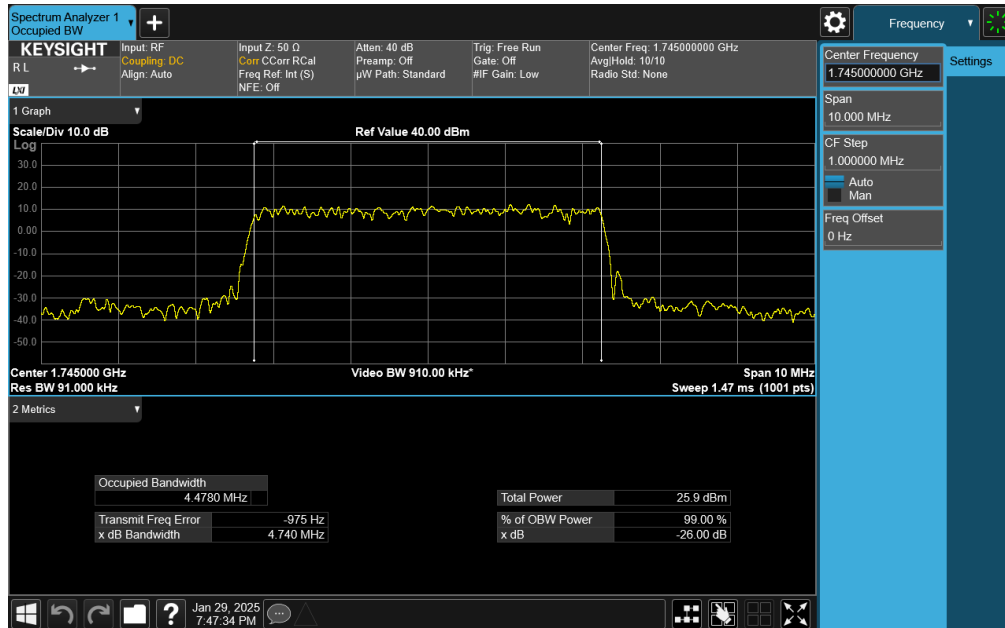 Spectrum Analyzer 1
Occupied BW
Frequency
KEYSIGHT
R L
LXI
Input: RF
Coupling: DC
Align: Auto
Input Z: 50 Ω
Corr CCorr RCal
Freq Ref: Int (S)
NFE: Off
Atten: 40 dB
Preamp: Off
µW Path: Standard
Trig: Free Run
Gate: Off
#IF Gain: Low
Center Freq: 1.745000000 GHz
Avg|Hold: 10/10
Radio Std: None
Center Frequency
1.745000000 GHz
Settings
Span
10.000 MHz
CF Step
1.000000 MHz
Auto
Man
Freq Offset
0 Hz
1 Graph
Scale/Div 10.0 dB
Ref Value 40.00 dBm
Log
30.0
20.0
10.0
0.00
-10.0
-20.0
-30.0
-40.0
-50.0
Center 1.745000 GHz
Video BW 910.00 kHz*
Span 10 MHz
Res BW 91.000 kHz
Sweep 1.47 ms (1001 pts)
2 Metrics
Occupied Bandwidth
4.4780 MHz
Total Power 25.9 dBm
Transmit Freq Error -975 Hz
% of OBW Power 99.00 %
x dB Bandwidth 4.740 MHz
x dB -26.00 dB
Jan 29, 2025
7:47:34 PM